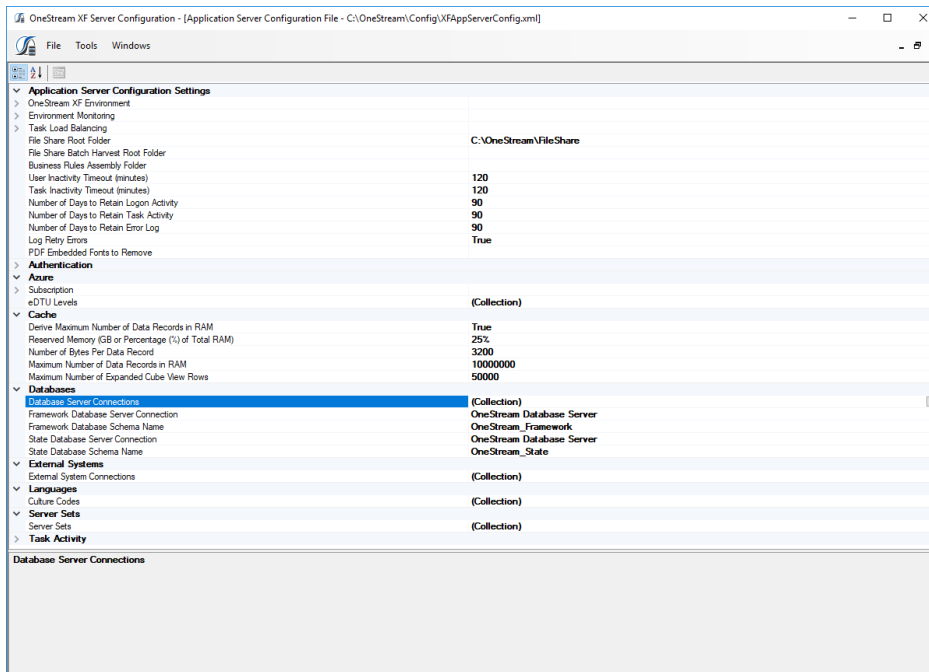 OneStream XF Server Configuration - [Application Server Configuration File - C:\OneStream\Config\XFAppServerConfig.xml]
File Tools Windows
Application Server Configuration Settings
OneStream XF Environment
Environment Monitoring
Task Load Balancing
File Share Root Folder C:\OneStream\FileShare
File Share Batch Harvest Root Folder
Business Rules Assembly Folder
User Inactivity Timeout (minutes) 120
Task Inactivity Timeout (minutes) 120
Number of Days to Retain Logon Activity 90
Number of Days to Retain Task Activity 90
Number of Days to Retain Error Log 90
Log Retry Errors True
PDF Embedded Fonts to Remove
Authentication
Azure
Subscription
eDTU Levels (Collection)
Cache
Derive Maximum Number of Data Records in RAM True
Reserved Memory (GB or Percentage (%) of Total RAM) 25%
Number of Bytes Per Data Record 3200
Maximum Number of Data Records in RAM 10000000
Maximum Number of Expanded Cube View Rows 50000
Databases
Database Server Connections (Collection)
Framework Database Server Connection OneStream Database Server
Framework Database Schema Name OneStream_Framework
State Database Server Connection OneStream Database Server
State Database Schema Name OneStream_State
External Systems
External System Connections (Collection)
Languages
Culture Codes (Collection)
Server Sets
Server Sets (Collection)
Task Activity
Database Server Connections